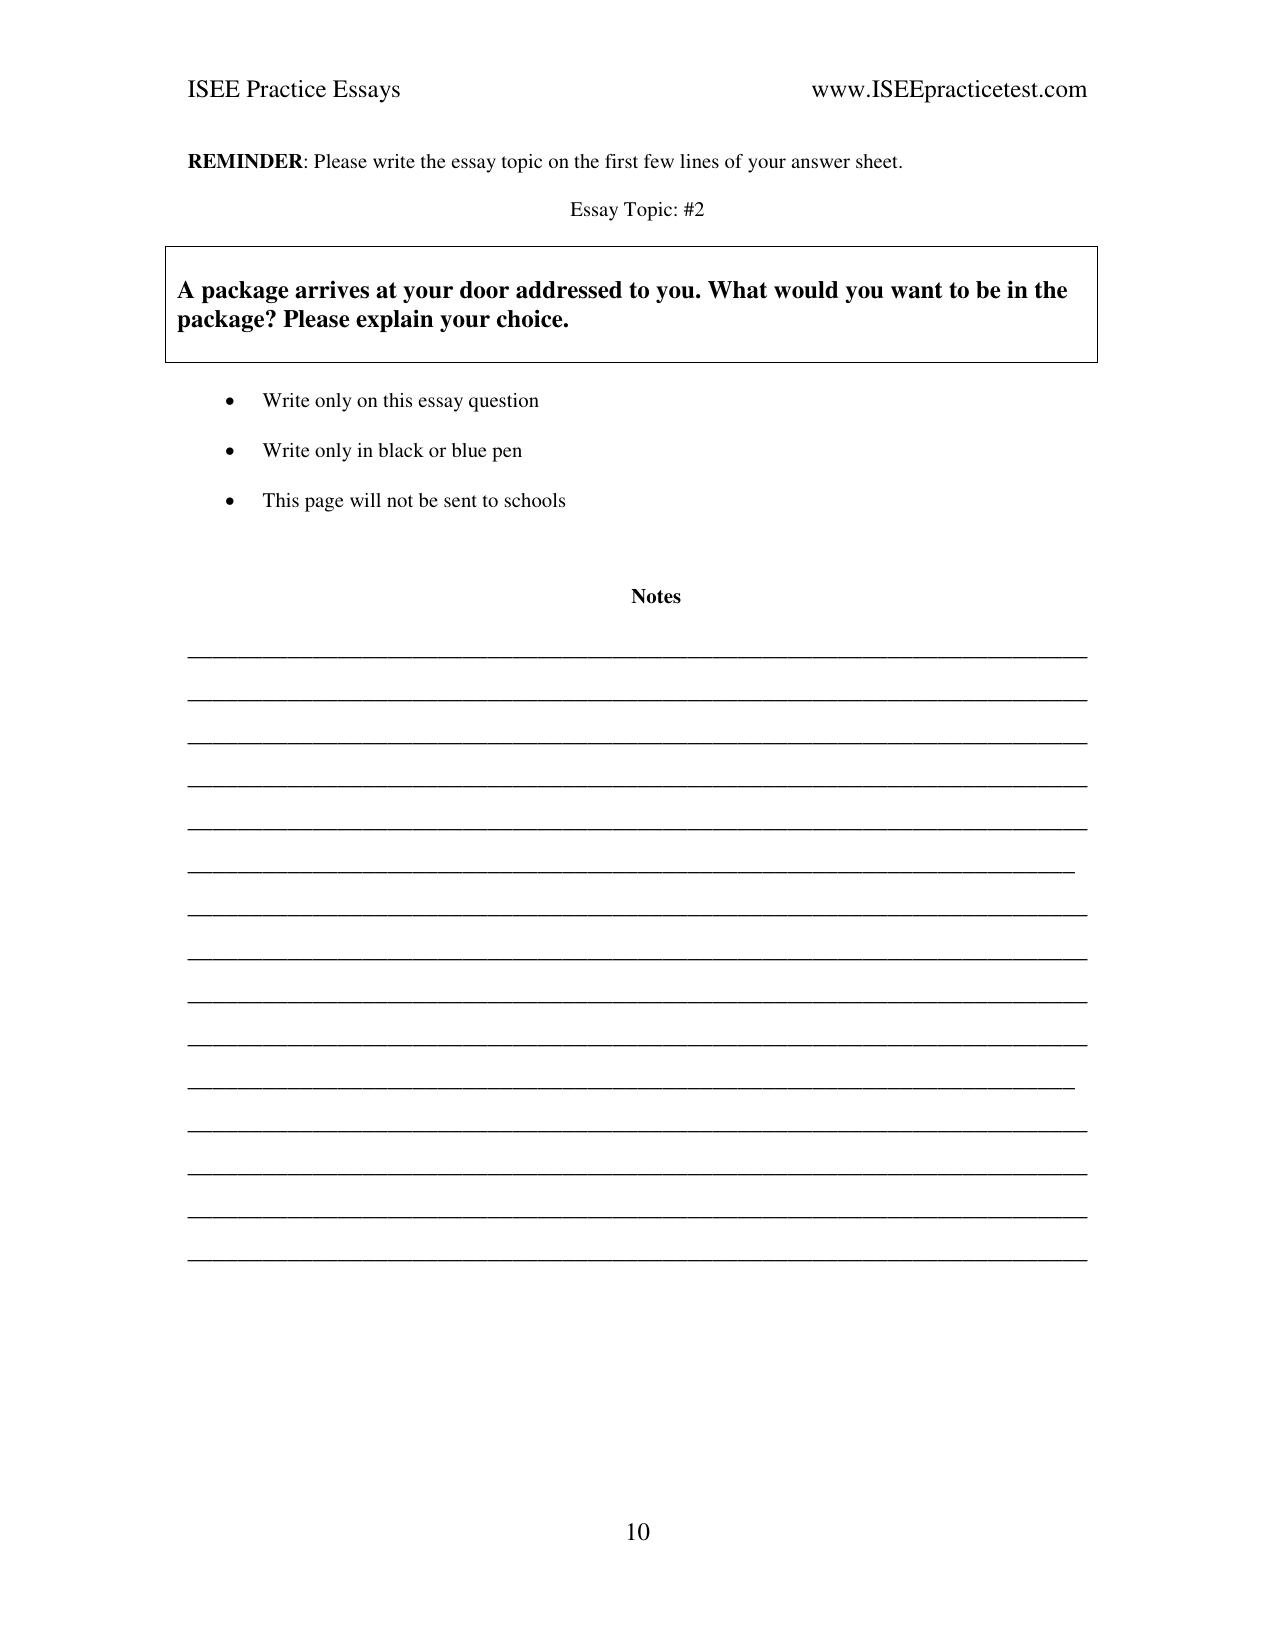 ISEE Practice Essays www.ISEEpracticetest.com
REMINDER: Please write the essay topic on the first few lines of your answer sheet.
Essay Topic: #2
A package arrives at your door addressed to you. What would you want to be in the
package? Please explain your choice.
• Write only on this essay question
• Write only in black or blue pen
• This page will not be sent to schools
Notes
10